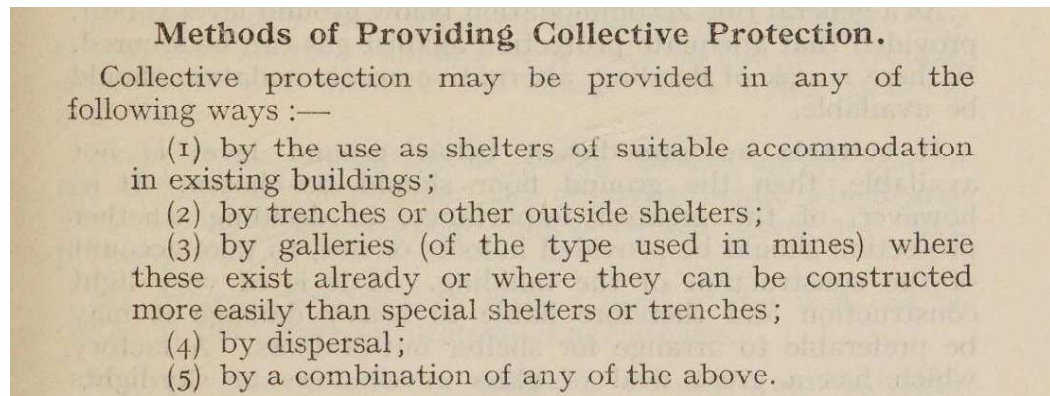 Methods of Providing Collective Protection.
Collective protection may be provided in any of the
following ways :—
(1) by the use as shelters of suitable accommodation
in existing buildings;
(2) by trenches or other outside shelters;
(3) by galleries (of the type used in mines) where
these exist already or where they can be constructed
more easily than special shelters or trenches;
(4) by dispersal;
(5) by a combination of any of the above.